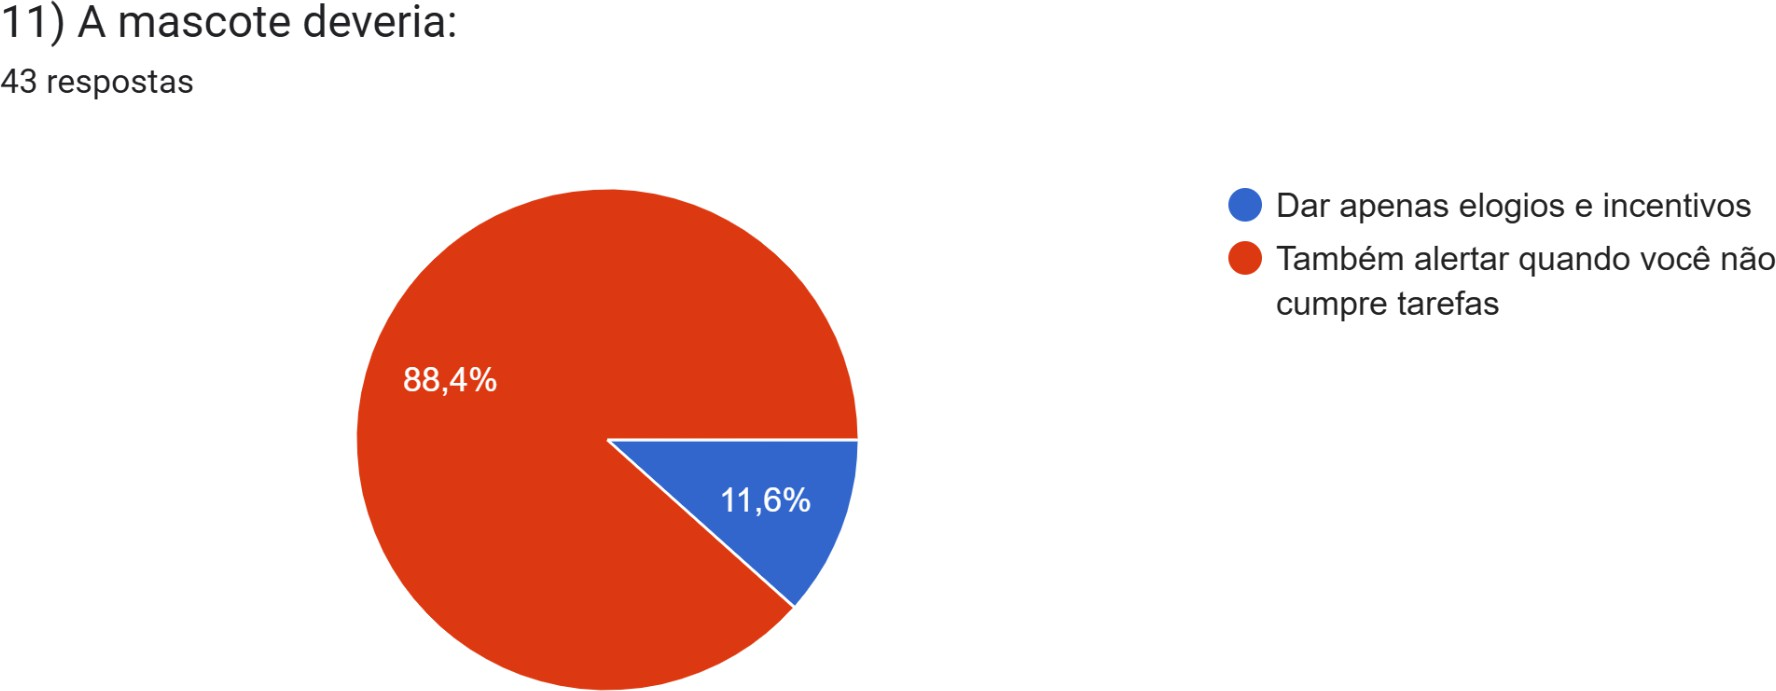 11) A mascote deveria:
43 respostas
Dar apenas elogios e incentivos
Também alertar quando você não
cumpre tarefas
88,4%
11,6%